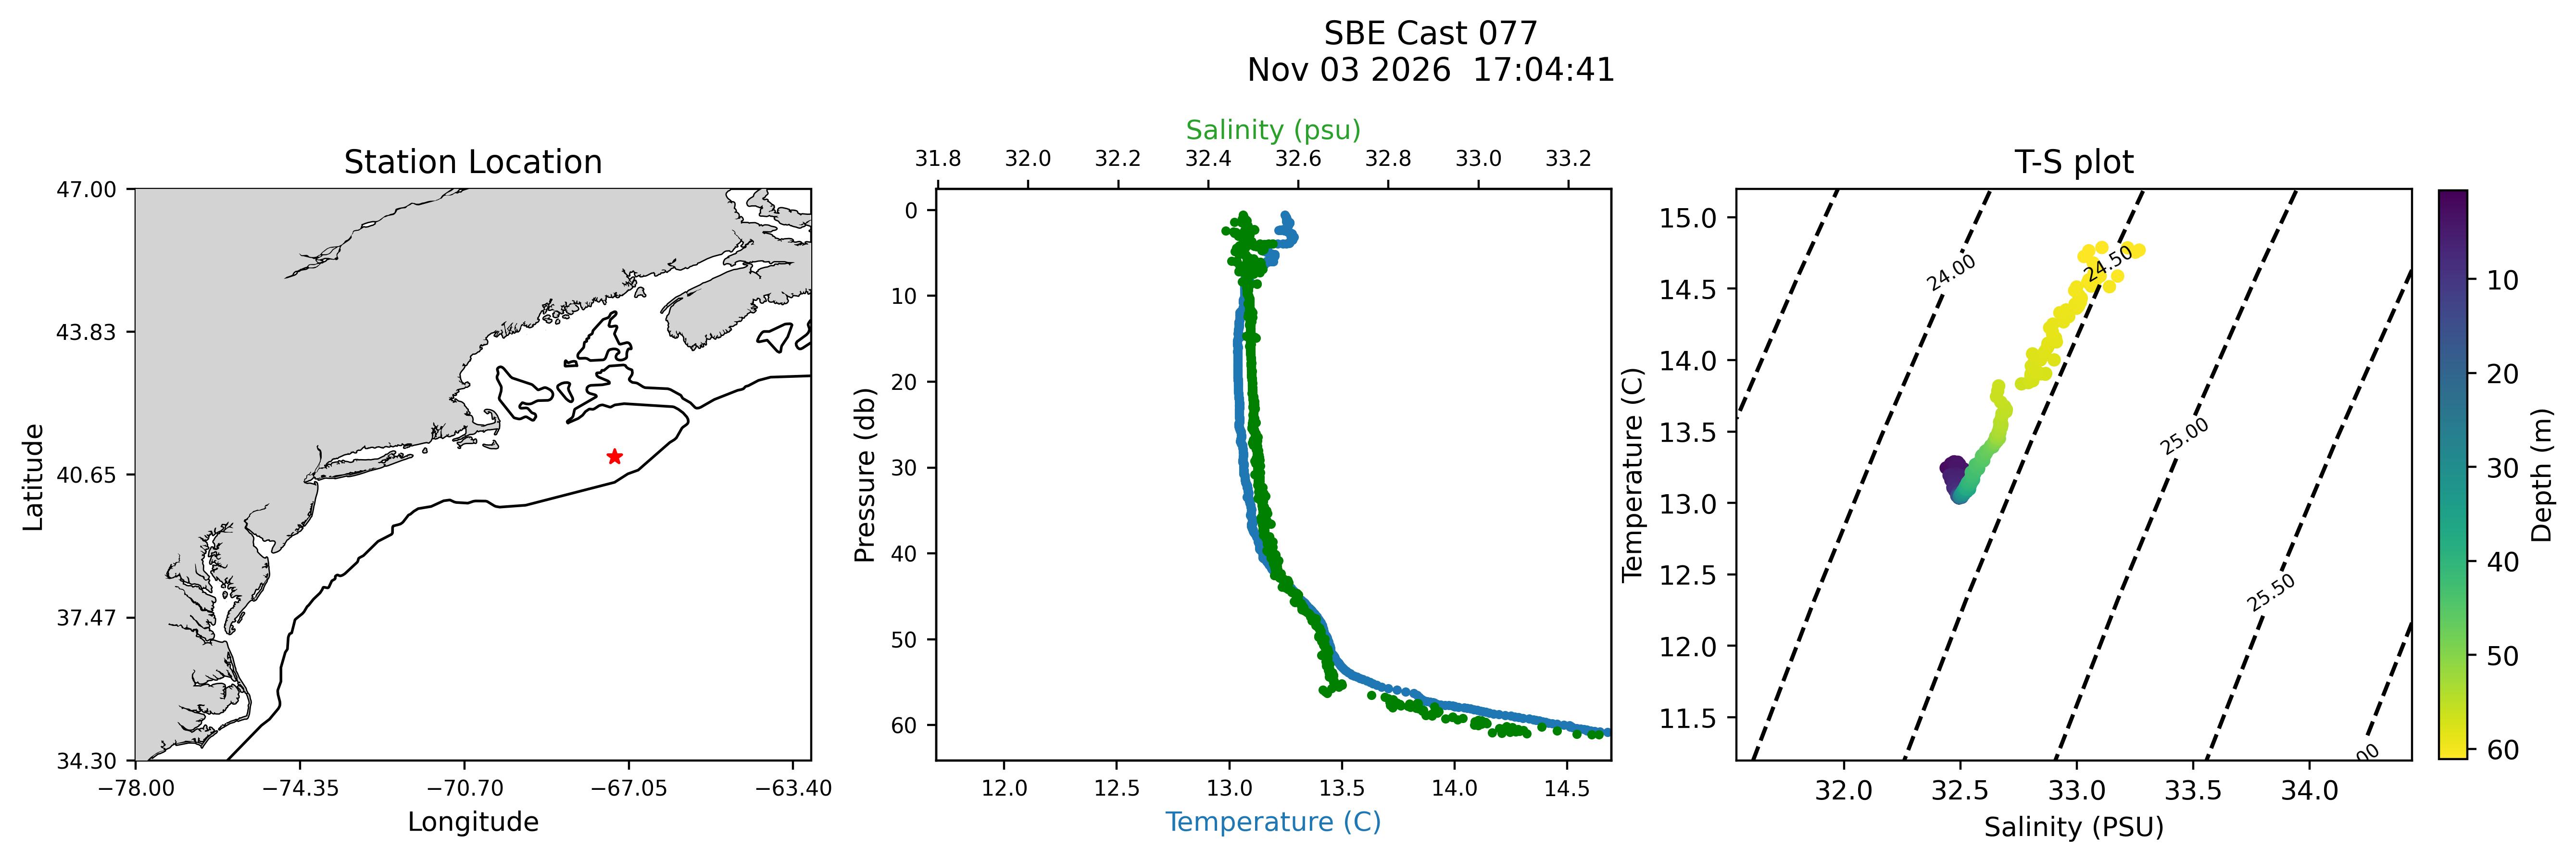 SBE Cast 077
Nov 03 2026  17:04:41
Station Location
47.00
43.83
40.65
37.47
34.30
Latitude
−78.00 −74.35 −70.70 −67.05 −63.40
Longitude
Salinity (psu)
31.8 32.0 32.2 32.4 32.6 32.8 33.0 33.2
0
10
20
30
40
50
60
Pressure (db)
12.0 12.5 13.0 13.5 14.0 14.5
Temperature (C)
T-S plot
15.0
14.5
14.0
13.5
13.0
12.5
12.0
11.5
Temperature (C)
24.00
24.50
25.00
25.50
00
32.0 32.5 33.0 33.5 34.0
Salinity (PSU)
10
20
30
40
50
60
Depth (m)